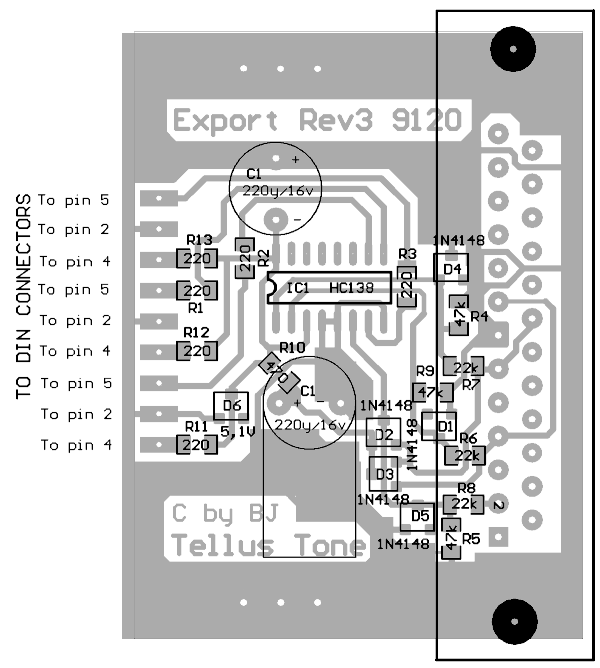 Export Rev3 9120
C1
+
220y/16v
-
TO DIN CONNECTORS
To pin 5
To pin 2
To pin 4
To pin 5
To pin 2
To pin 4
To pin 5
To pin 2
To pin 4
R13
220
R2
220
R1
220
R12
220
R11
220
IC1 HC138
R3
220
1N4148
D4
47k
R4
R10
470
C1
+
-
220y/16v
D6
5,1V
22k
R7
R9
47k
1N4148
D2
D1
1N4148
R6
22k
D3
1N4148
R8
22k
2
D5
1N4148
47k
R5
C by BJ
Tellus Tone